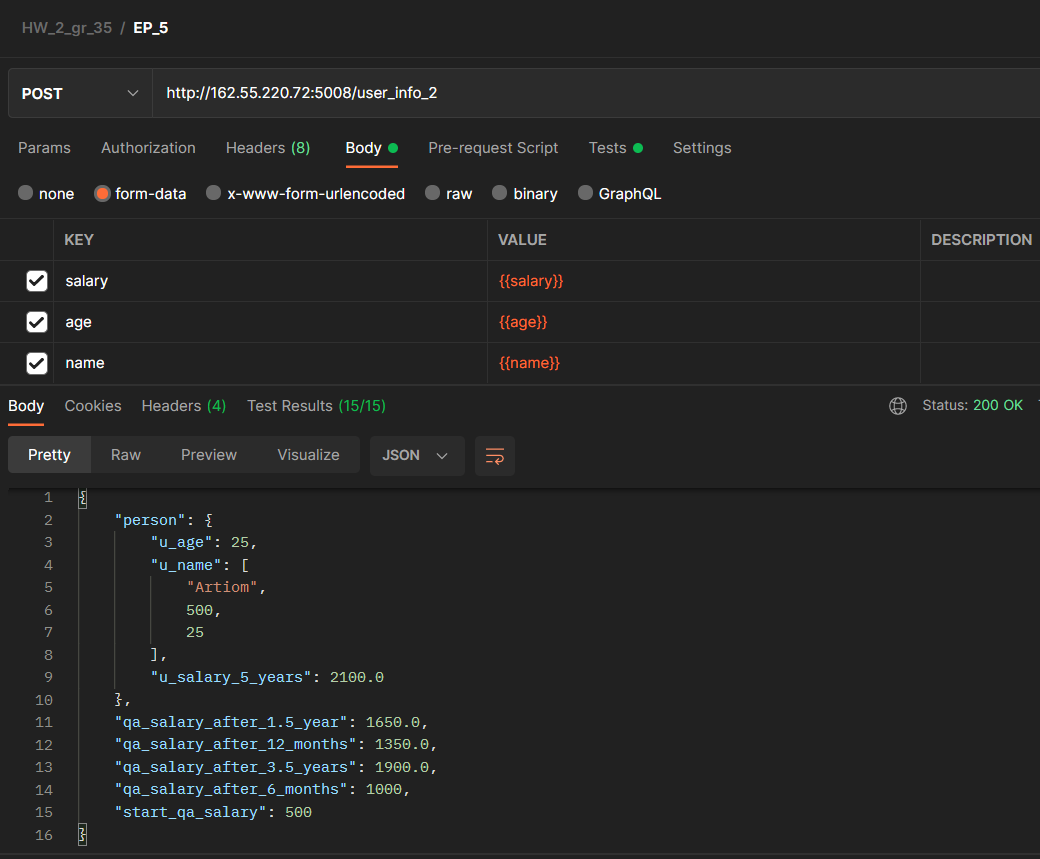 HW_2_gr_35 / EP_5
POST http://162.55.220.72:5008/user_info_2
Params Authorization Headers (8) Body Pre-request Script Tests Settings
none form-data x-www-form-urlencoded raw binary GraphQL
KEY VALUE DESCRIPTION
salary {{salary}}
age {{age}}
name {{name}}
Body Cookies Headers (4) Test Results (15/15) Status: 200 OK
Pretty Raw Preview Visualize JSON
1 {
2 "person": {
3 "u_age": 25,
4 "u_name": [
5 "Artiom",
6 500,
7 25
8 ],
9 "u_salary_5_years": 2100.0
10 },
11 "qa_salary_after_1.5_year": 1650.0,
12 "qa_salary_after_12_months": 1350.0,
13 "qa_salary_after_3.5_years": 1900.0,
14 "qa_salary_after_6_months": 1000,
15 "start_qa_salary": 500
16 }